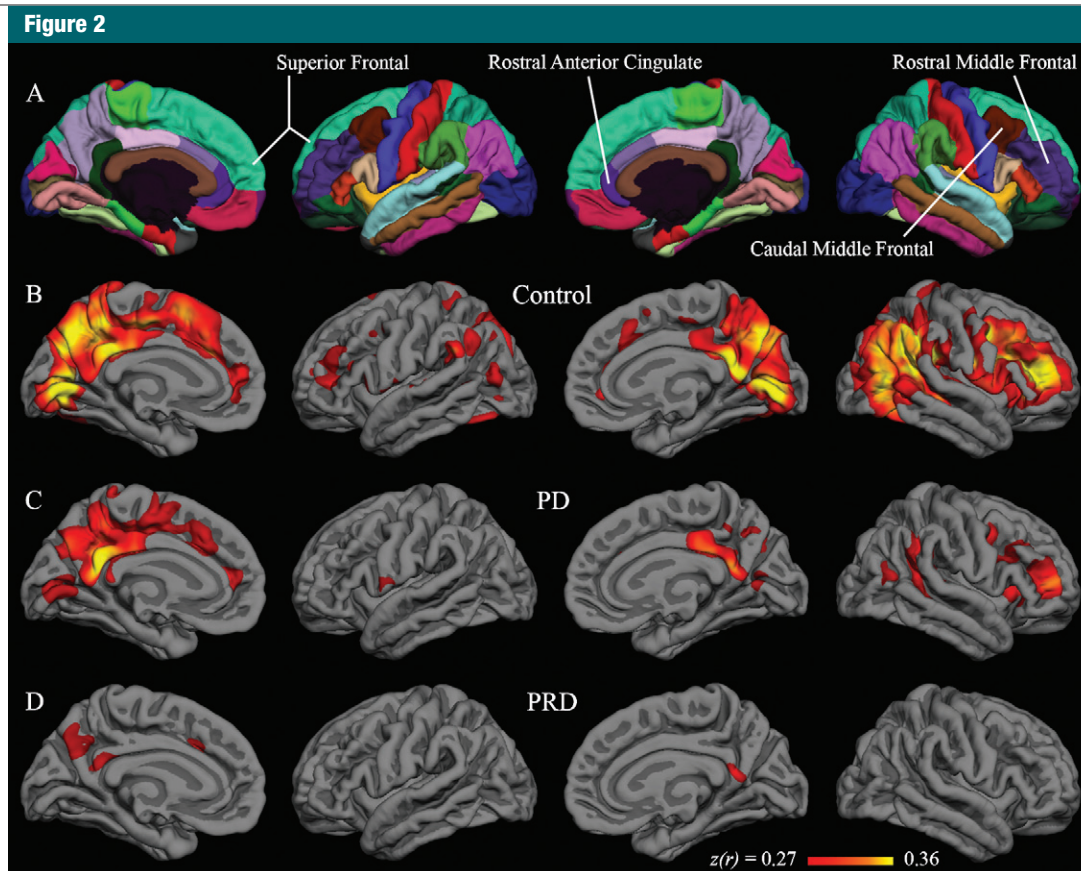 Figure 2
Superior Frontal
Rostral Anterior Cingulate
Rostral Middle Frontal
A
Caudal Middle Frontal
B
Control
C
PD
D
PRD
z(r) = 0.27
0.36